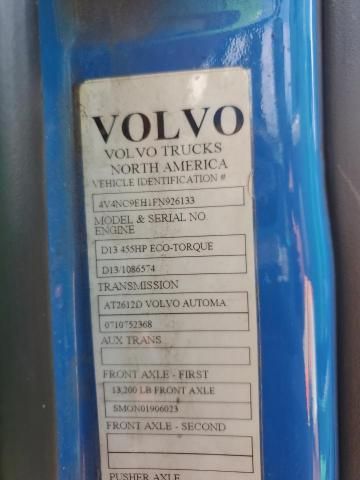 VOLVO
VOLVO TRUCKS
NORTH AMERICA
VEHICLE IDENTIFICATION #
4V4NC9EH1FN926133
MODEL & SERIAL NO
ENGINE
D13 455HP ECO-TORQUE
D13/1086574
TRANSMISSION
AT2612D VOLVO AUTOMA
0710752368
AUX TRANS
FRONT AXLE - FIRST
13,200 LB FRONT AXLE
SMON01906023
FRONT AXLE - SECOND
PUSHER AXLE